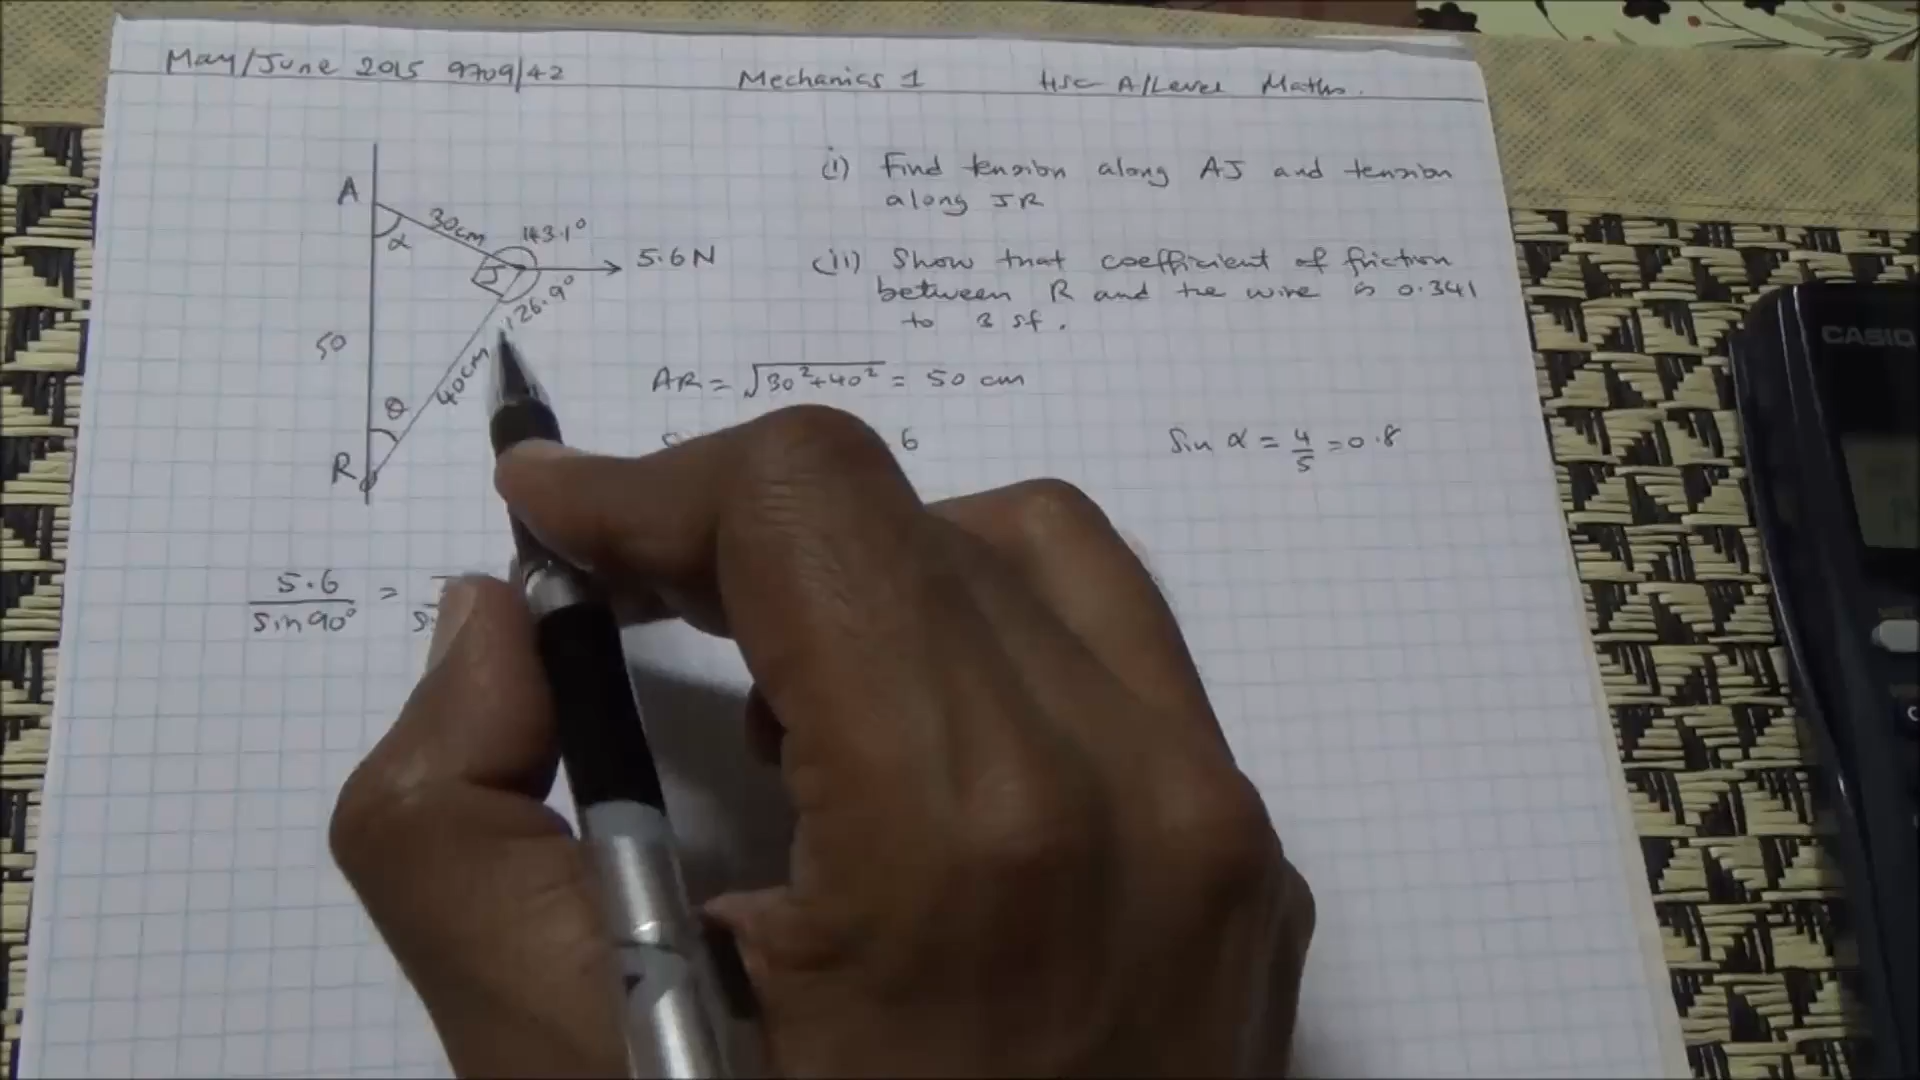 May/June 2015 9709/42 Mechanics 1 HSC A/Level Maths.
A
α
30cm
143.1°
J
5.6N
126.9°
50
40cm
θ
R
(i) Find tension along AJ and tension
along JR
(ii) Show that coefficient of friction
between R and the wire is 0.341
to 3 sf.
AR = √30²+40² = 50 cm
6
Sin α = 4/5 = 0.8
5.6/sin90° =
CASIO